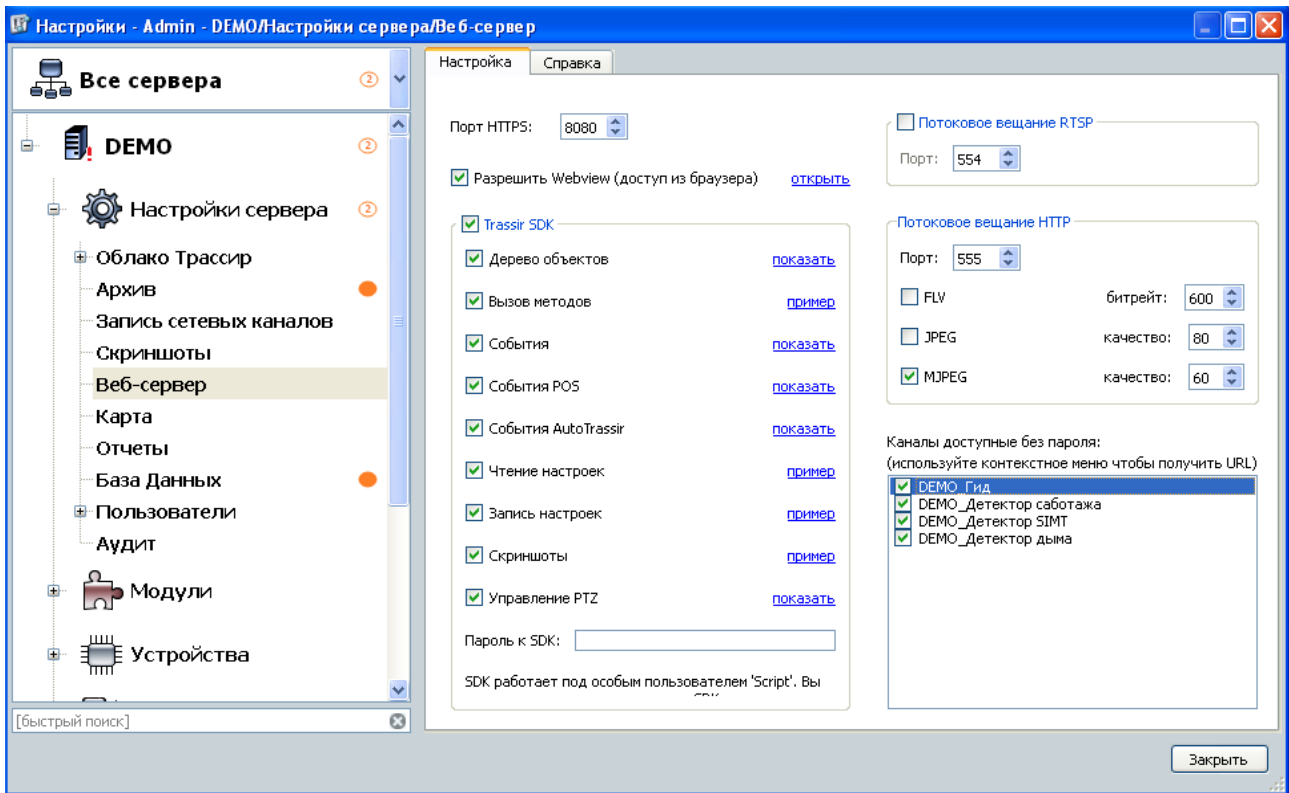 Настройки - Admin - DEMO/Настройки сервера/Веб-сервер
Все сервера
2
DEMO
2
Настройки сервера
2
Облако Трассир
Архив
Запись сетевых каналов
Скриншоты
Веб-сервер
Карта
Отчеты
База Данных
Пользователи
Аудит
Модули
Устройства
[быстрый поиск]
Настройка
Справка
Порт HTTPS:
8080
Разрешить Webview (доступ из браузера)
открыть
Trassir SDK
Дерево объектов
показать
Вызов методов
пример
События
показать
События POS
показать
События AutoTrassir
показать
Чтение настроек
пример
Запись настроек
пример
Скриншоты
пример
Управление PTZ
показать
Пароль к SDK:
SDK работает под особым пользователем 'Script'. Вы
Потоковое вещание RTSP
Порт:
554
Потоковое вещание HTTP
Порт:
555
FLV
битрейт:
600
JPEG
качество:
80
MJPEG
качество:
60
Каналы доступные без пароля:
(используйте контекстное меню чтобы получить URL)
DEMO_Гид
DEMO_Детектор саботажа
DEMO_Детектор SIMT
DEMO_Детектор дыма
Закрыть